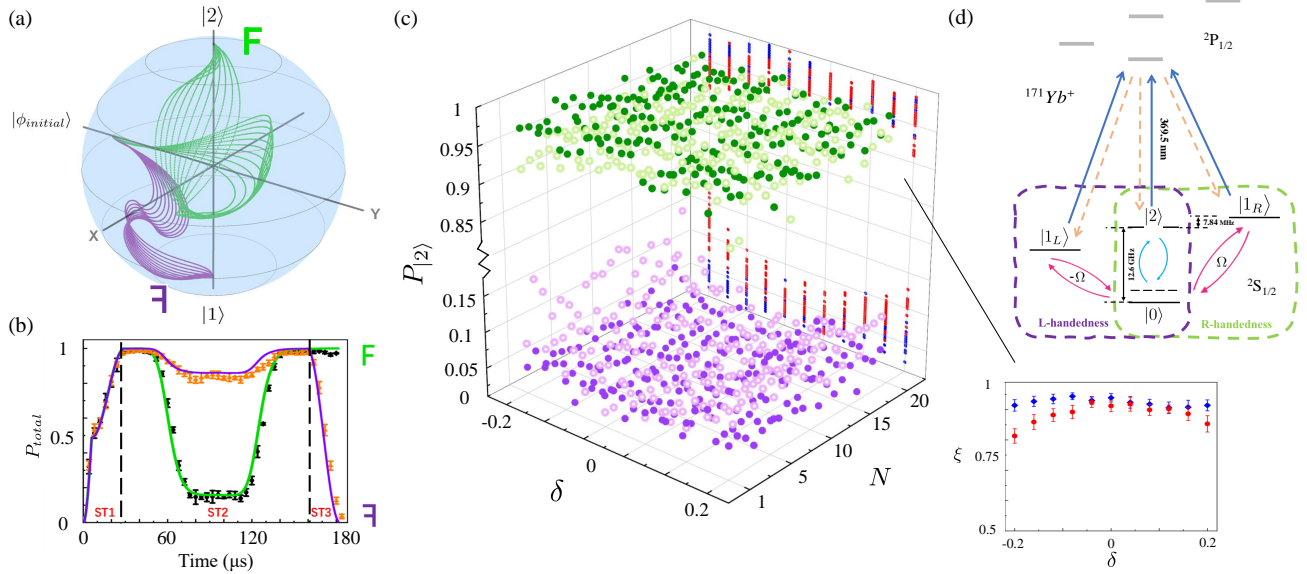 (a)
|2⟩
F
|ϕ_initial⟩
Y
X
F
|1⟩
(b)
P_total
1
0.5
0
ST1
ST2
ST3
0
60
120
180
Time (μs)
F
F
(c)
P_|2⟩
1
0.95
0.9
0.85
0.15
0.1
0.05
0
-0.2
0
0.2
δ
1
5
10
15
20
N
(d)
²P₁/₂
¹⁷¹Yb⁺
369.5 nm
|1_L⟩
|2⟩
|1_R⟩
7.84 MHz
12.6 GHz
-Ω
Ω
²S₁/₂
|0⟩
L-handedness
R-handedness
1
0.75
0.5
ξ
-0.2
0
0.2
δ